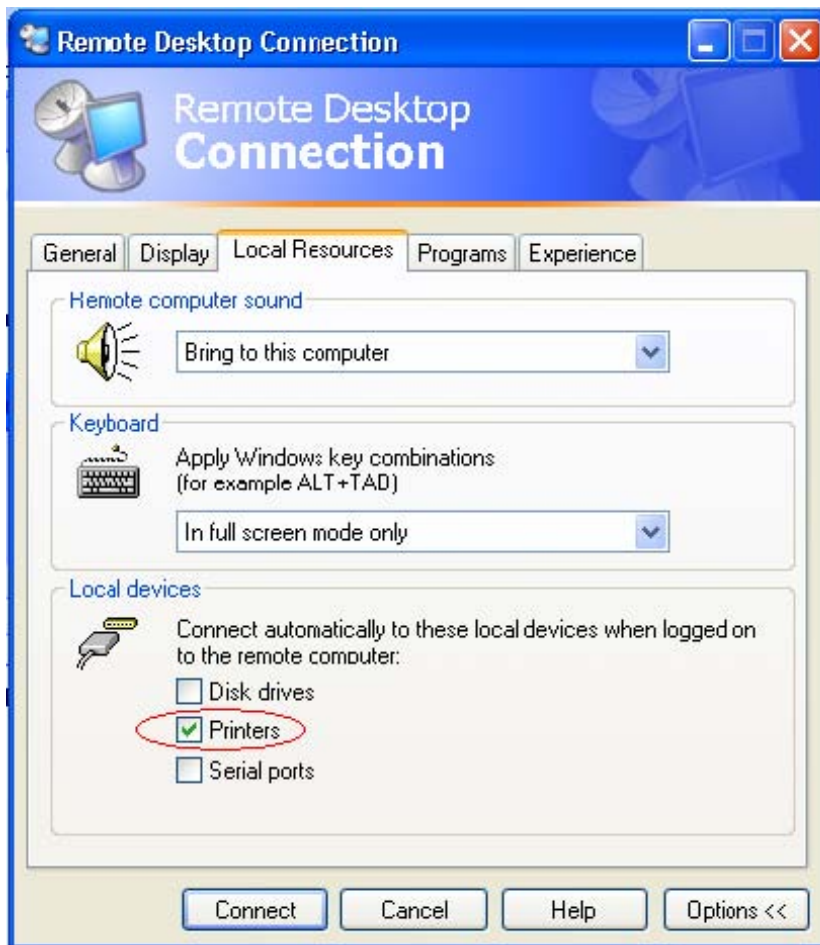 Remote Desktop Connection
Remote Desktop
Connection
General Display Local Resources Programs Experience
Remote computer sound
Bring to this computer
Keyboard
Apply Windows key combinations
(for example ALT+TAD)
In full screen mode only
Local devices
Connect automatically to these local devices when logged on
to the remote computer:
Disk drives
Printers
Serial ports
Connect Cancel Help Options <<